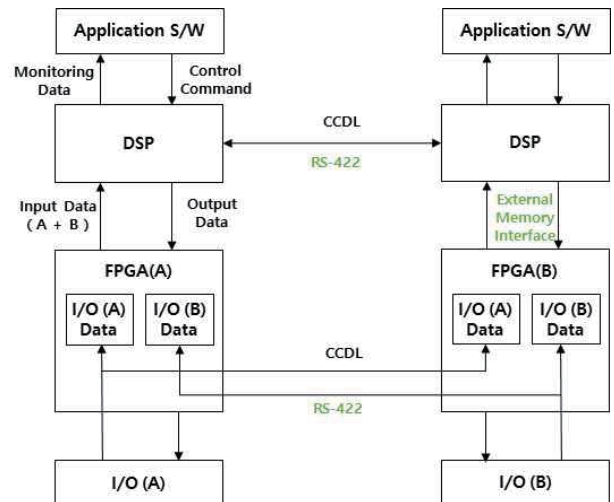 Application S/W
Application S/W
Monitoring
Data
Control
Command
DSP
CCDL
RS-422
DSP
Input Data
( A + B )
Output
Data
External
Memory
Interface
FPGA(A)
FPGA(B)
I/O (A)
Data
I/O (B)
Data
I/O (A)
Data
I/O (B)
Data
CCDL
RS-422
I/O (A)
I/O (B)